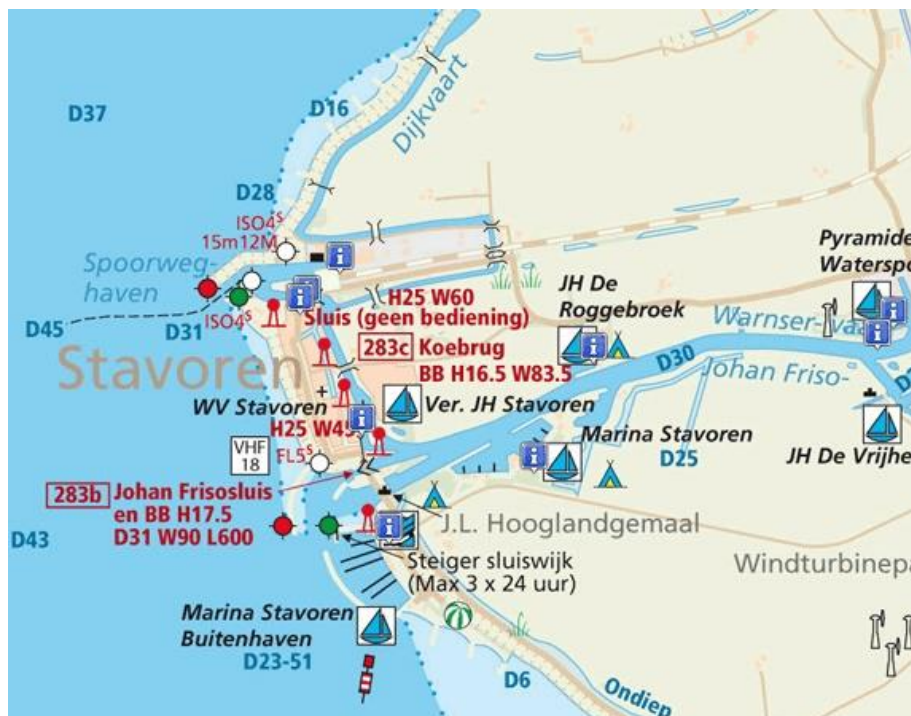 D37
D16
Dijkvaart
D28
ISO4ˢ
15m12M
Spoorweg-
haven
D45
D31
ISO4ˢ
H25 W60
Sluis (geen bediening)
283c Koebrug
BB H16.5 W83.5
JH De
Roggebroek
Pyramide
Waterspo
Warnser-
D30
Johan Friso-
Stavoren
WV Stavoren
Ver. JH Stavoren
H25 W45
VHF
18
FL5ˢ
Marina Stavoren
D25
JH De Vrijhe
283b Johan Frisosluis
en BB H17.5
D31 W90 L600
J.L. Hooglandgemaal
D43
Steiger sluiswijk
(Max 3 x 24 uur)
Windturbinepa
Marina Stavoren
Buitenhaven
D23-51
D6
Ondiep